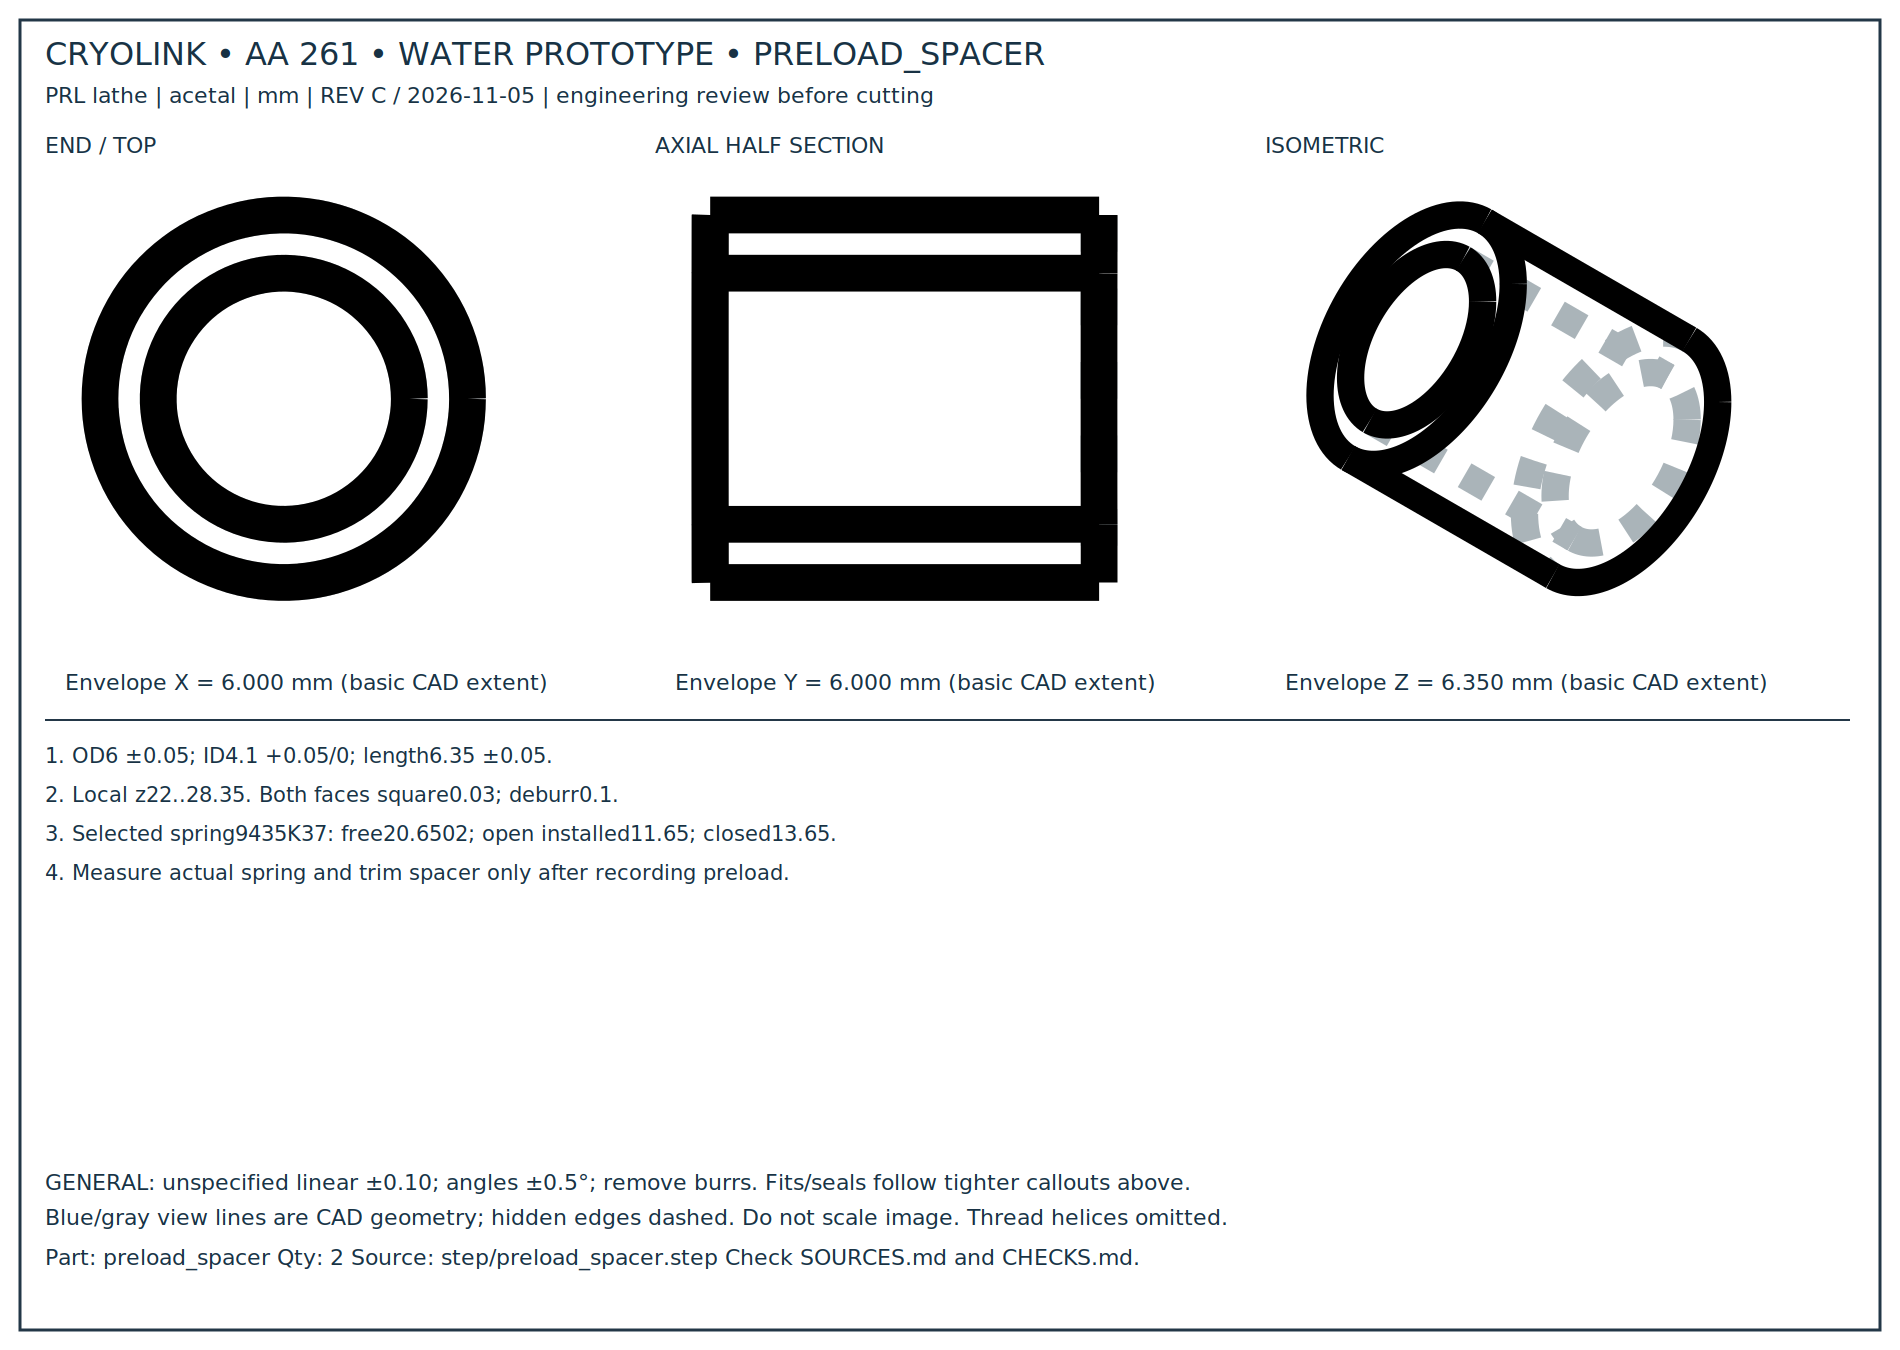 CRYOLINK • AA 261 • WATER PROTOTYPE • PRELOAD_SPACER
PRL lathe | acetal | mm | REV C / 2026-11-05 | engineering review before cutting
END / TOP
AXIAL HALF SECTION
ISOMETRIC
Envelope X = 6.000 mm (basic CAD extent)
Envelope Y = 6.000 mm (basic CAD extent)
Envelope Z = 6.350 mm (basic CAD extent)
1. OD6 ±0.05; ID4.1 +0.05/0; length6.35 ±0.05.
2. Local z22..28.35. Both faces square0.03; deburr0.1.
3. Selected spring9435K37: free20.6502; open installed11.65; closed13.65.
4. Measure actual spring and trim spacer only after recording preload.
GENERAL: unspecified linear ±0.10; angles ±0.5°; remove burrs. Fits/seals follow tighter callouts above.
Blue/gray view lines are CAD geometry; hidden edges dashed. Do not scale image. Thread helices omitted.
Part: preload_spacer Qty: 2 Source: step/preload_spacer.step Check SOURCES.md and CHECKS.md.